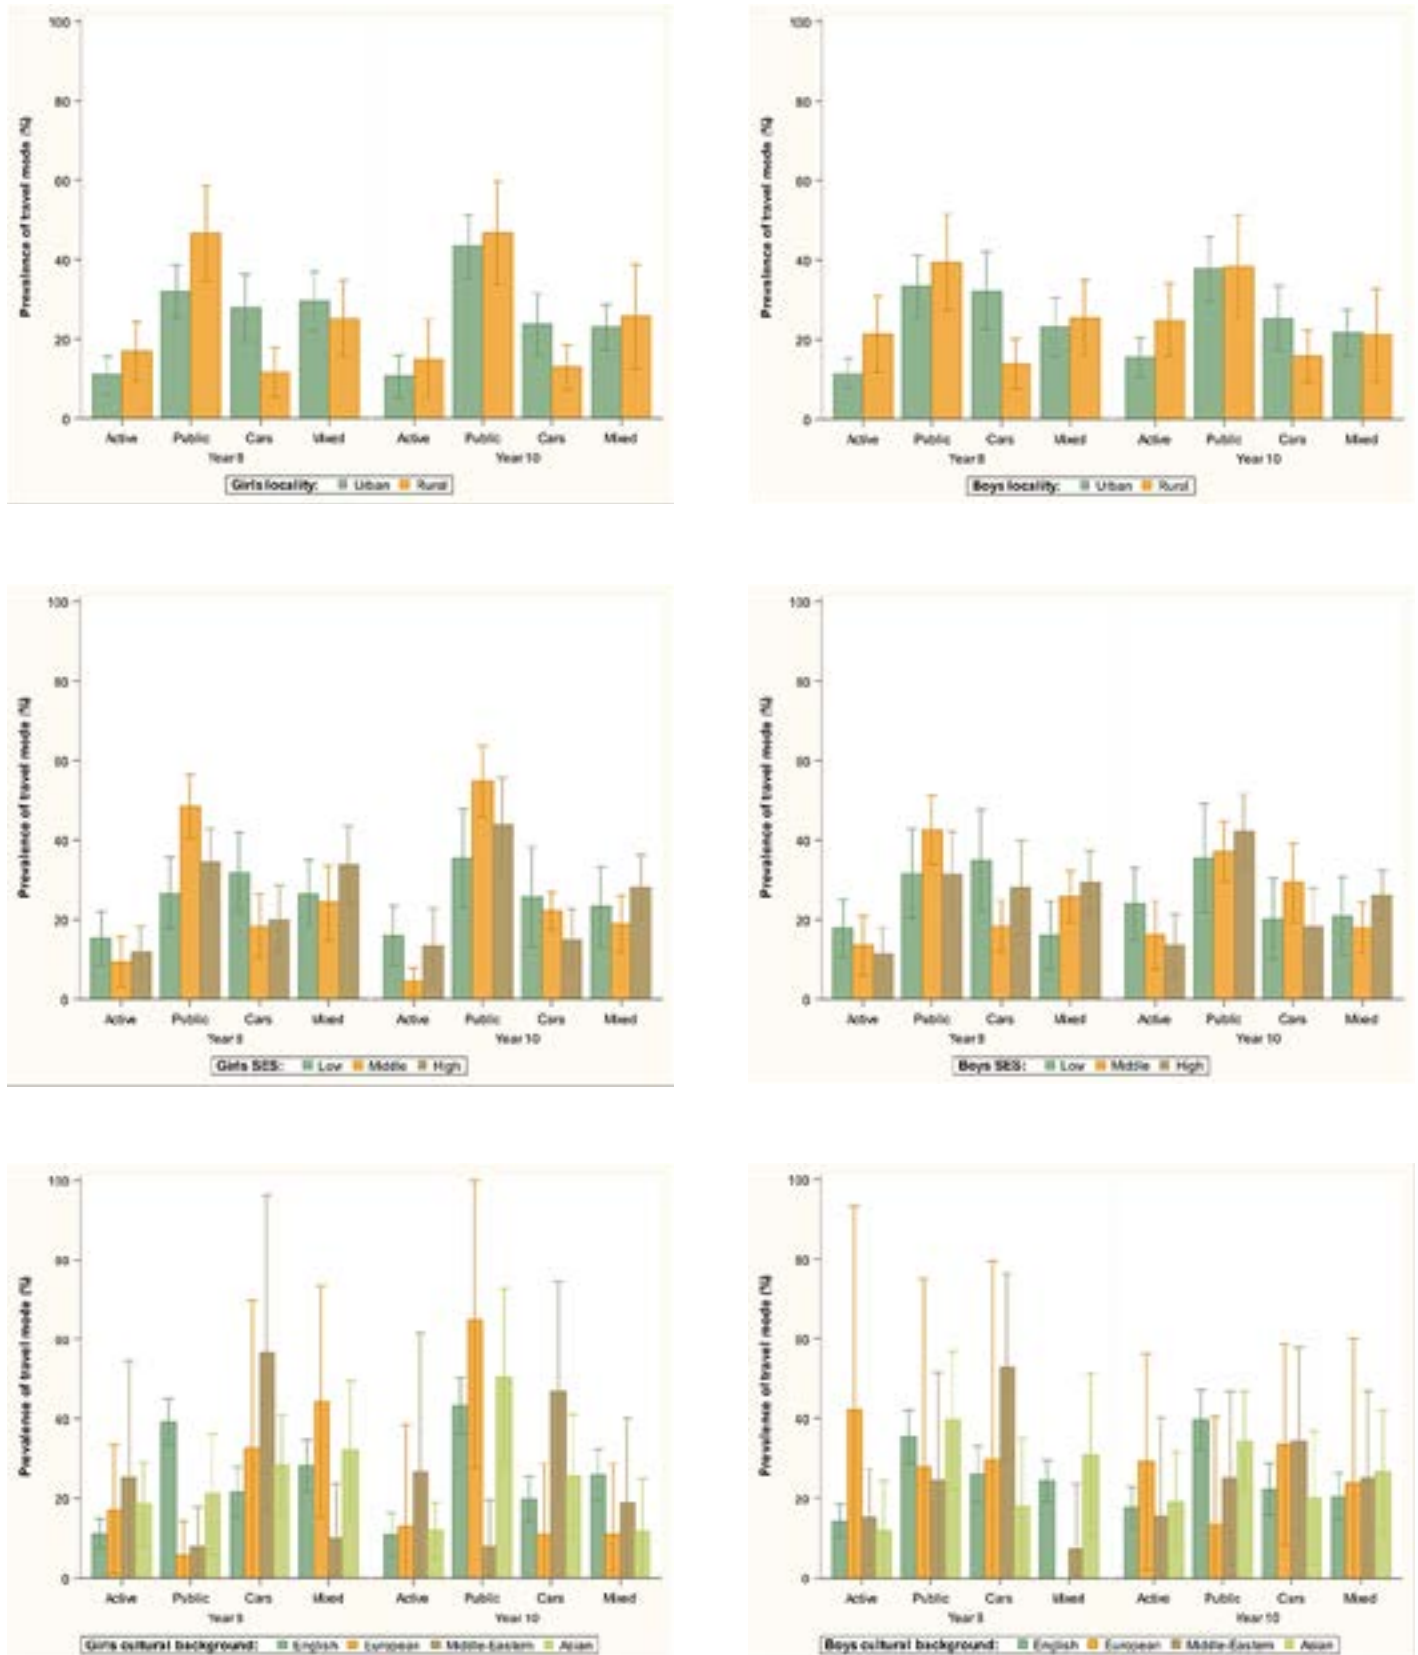 100
80
60
40
20
0
Prevalence of travel mode (%)
Active Public Cars Mixed Active Public Cars Mixed
Year 8 Year 10
Girls locality: Urban Rural
100
80
60
40
20
0
Prevalence of travel mode (%)
Active Public Cars Mixed Active Public Cars Mixed
Year 8 Year 10
Boys locality: Urban Rural
100
80
60
40
20
0
Prevalence of travel mode (%)
Active Public Cars Mixed Active Public Cars Mixed
Year 8 Year 10
Girls SES: Low Middle High
100
80
60
40
20
0
Prevalence of travel mode (%)
Active Public Cars Mixed Active Public Cars Mixed
Year 8 Year 10
Boys SES: Low Middle High
100
80
60
40
20
0
Prevalence of travel mode (%)
Active Public Cars Mixed Active Public Cars Mixed
Year 8 Year 10
Girls cultural background: English European Middle-Eastern Asian
100
80
60
40
20
0
Prevalence of travel mode (%)
Active Public Cars Mixed Active Public Cars Mixed
Year 8 Year 10
Boys cultural background: English European Middle-Eastern Asian